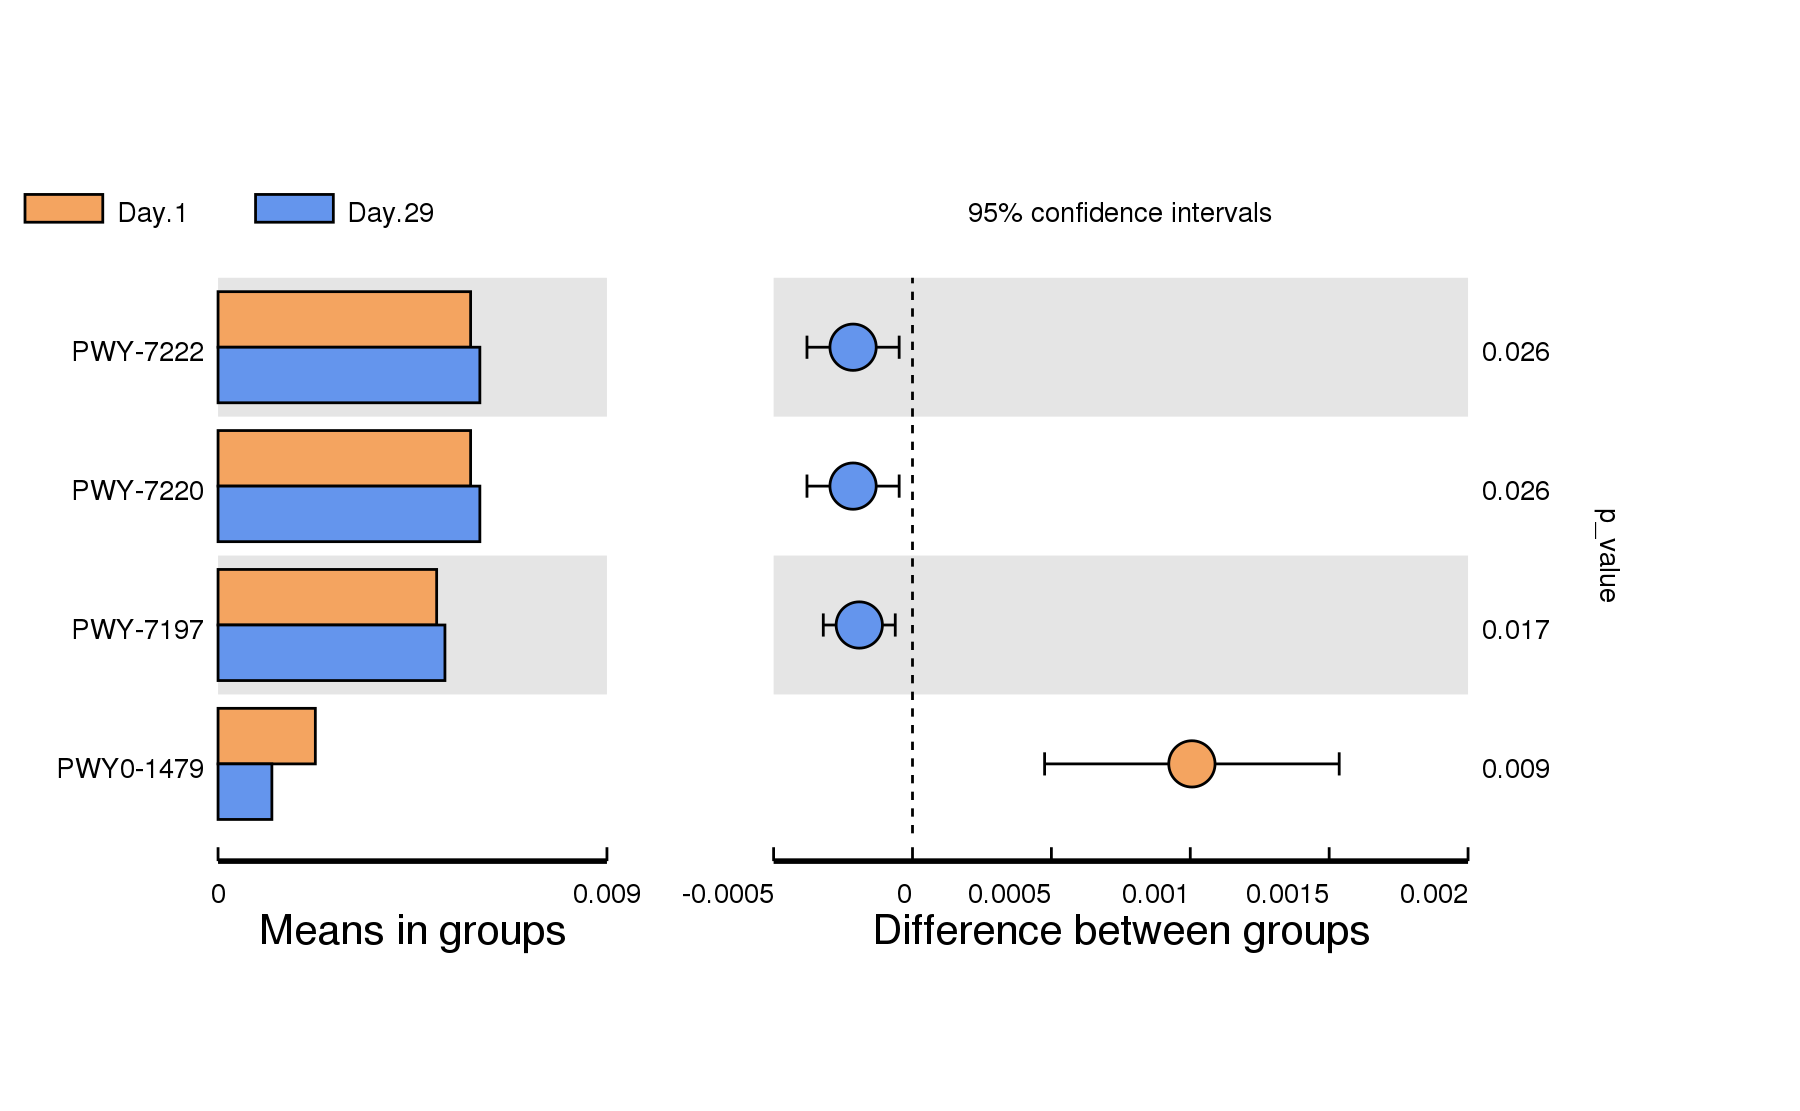 Day.1 Day.29 95% confidence intervals
PWY-7222 0.026
PWY-7220 0.026
p_value
PWY-7197 0.017
PWY0-1479 0.009
0 0.009 -0.0005 0 0.0005 0.001 0.0015 0.002
Means in groups Difference between groups